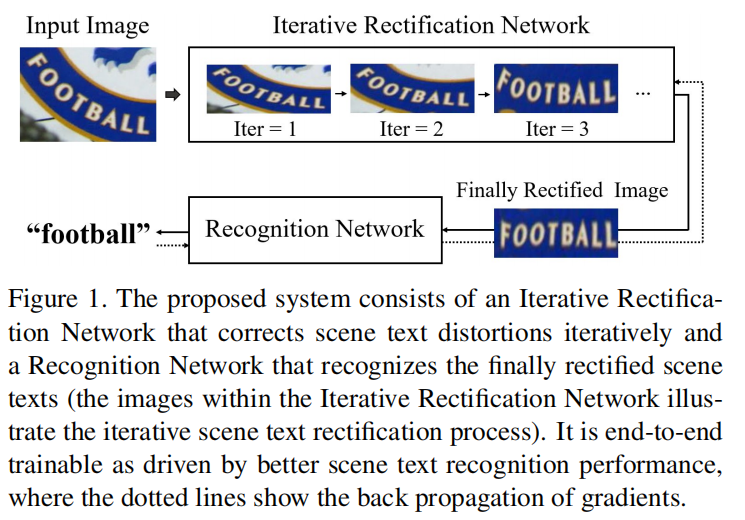 Input Image
Iterative Rectification Network
FOOTBALL
FOOTBALL
FOOTBALL
FOOTBALL
...
Iter = 1
Iter = 2
Iter = 3
Finally Rectified Image
“football”
Recognition Network
FOOTBALL
Figure 1. The proposed system consists of an Iterative Rectifica-
tion Network that corrects scene text distortions iteratively and
a Recognition Network that recognizes the finally rectified scene
texts (the images within the Iterative Rectification Network illus-
trate the iterative scene text rectification process). It is end-to-end
trainable as driven by better scene text recognition performance,
where the dotted lines show the back propagation of gradients.